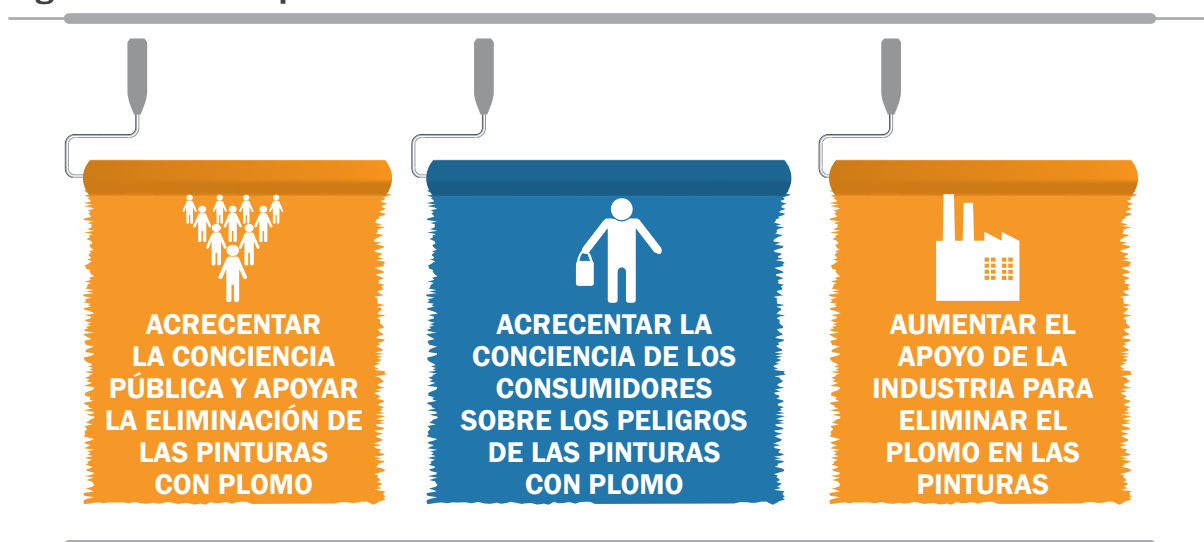 ACRECENTAR
LA CONCIENCIA
PÚBLICA Y APOYAR
LA ELIMINACIÓN DE
LAS PINTURAS
CON PLOMO
ACRECENTAR LA
CONCIENCIA DE LOS
CONSUMIDORES
SOBRE LOS PELIGROS
DE LAS PINTURAS
CON PLOMO
AUMENTAR EL
APOYO DE LA
INDUSTRIA PARA
ELIMINAR EL
PLOMO EN LAS
PINTURAS